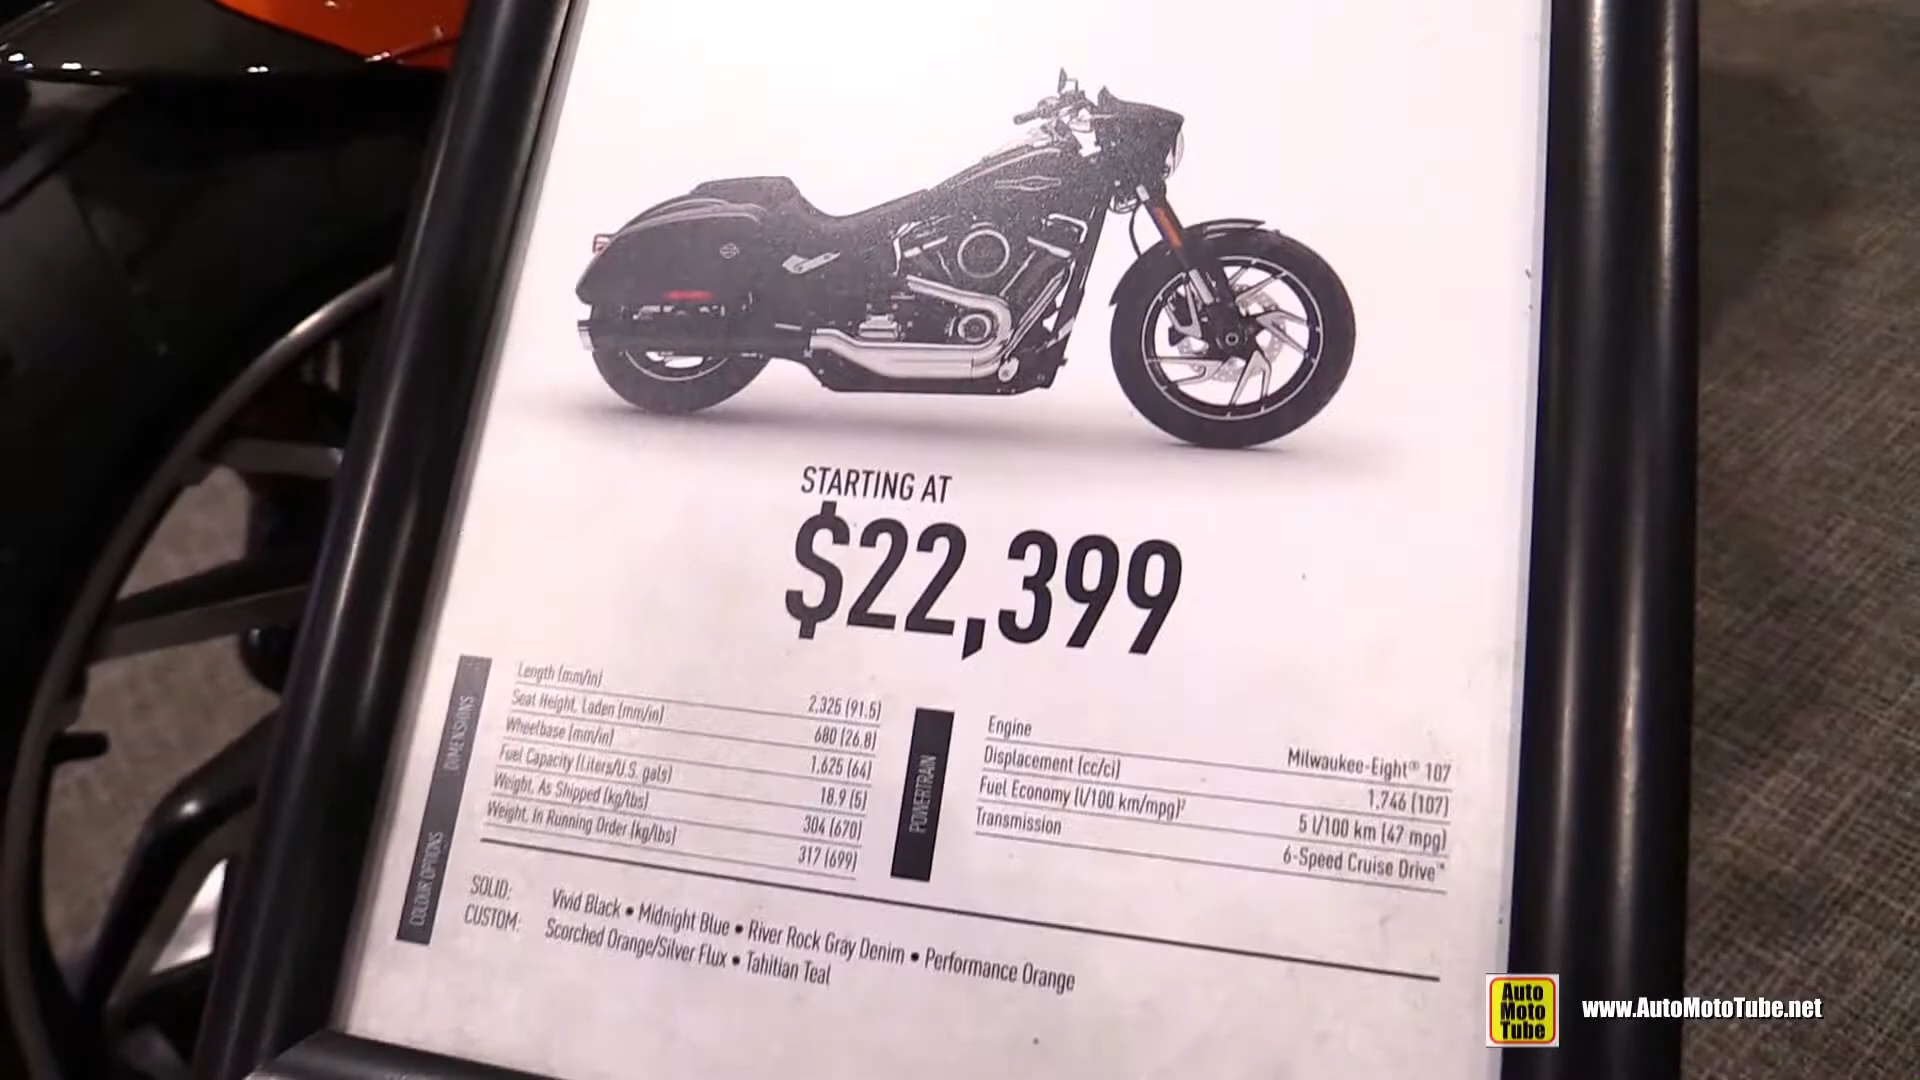 STARTING AT
$22,399
DIMENSIONS
Length (mm/in) 2,325 (91.5)
Seat Height, Laden (mm/in) 680 (26.8)
Wheelbase (mm/in) 1,625 (64)
Fuel Capacity (Liters/U.S. gals) 18.9 (5)
Weight, As Shipped (kg/lbs) 304 (670)
Weight, In Running Order (kg/lbs) 317 (699)
POWERTRAIN
Engine Milwaukee-Eight® 107
Displacement (cc/ci) 1,746 (107)
Fuel Economy (l/100 km/mpg)² 5 l/100 km (47 mpg)
Transmission 6-Speed Cruise Drive™
COLOUR OPTIONS
SOLID: Vivid Black • Midnight Blue • River Rock Gray Denim • Performance Orange
CUSTOM: Scorched Orange/Silver Flux • Tahitian Teal
Auto
Moto
Tube
www.AutoMotoTube.net